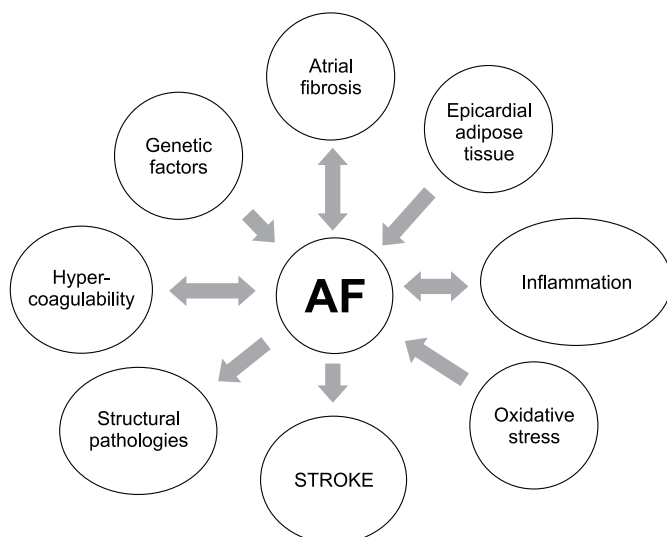 Atrial
fibrosis
Epicardial
adipose
tissue
Genetic
factors
Hyper-
coagulability
AF
Inflammation
Structural
pathologies
STROKE
Oxidative
stress